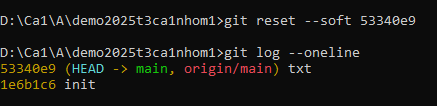 D:\Ca1\A\demo2025t3ca1nhom1>git reset --soft 53340e9
D:\Ca1\A\demo2025t3ca1nhom1>git log --oneline
53340e9 (HEAD -> main, origin/main) txt
1e6b1c6 init